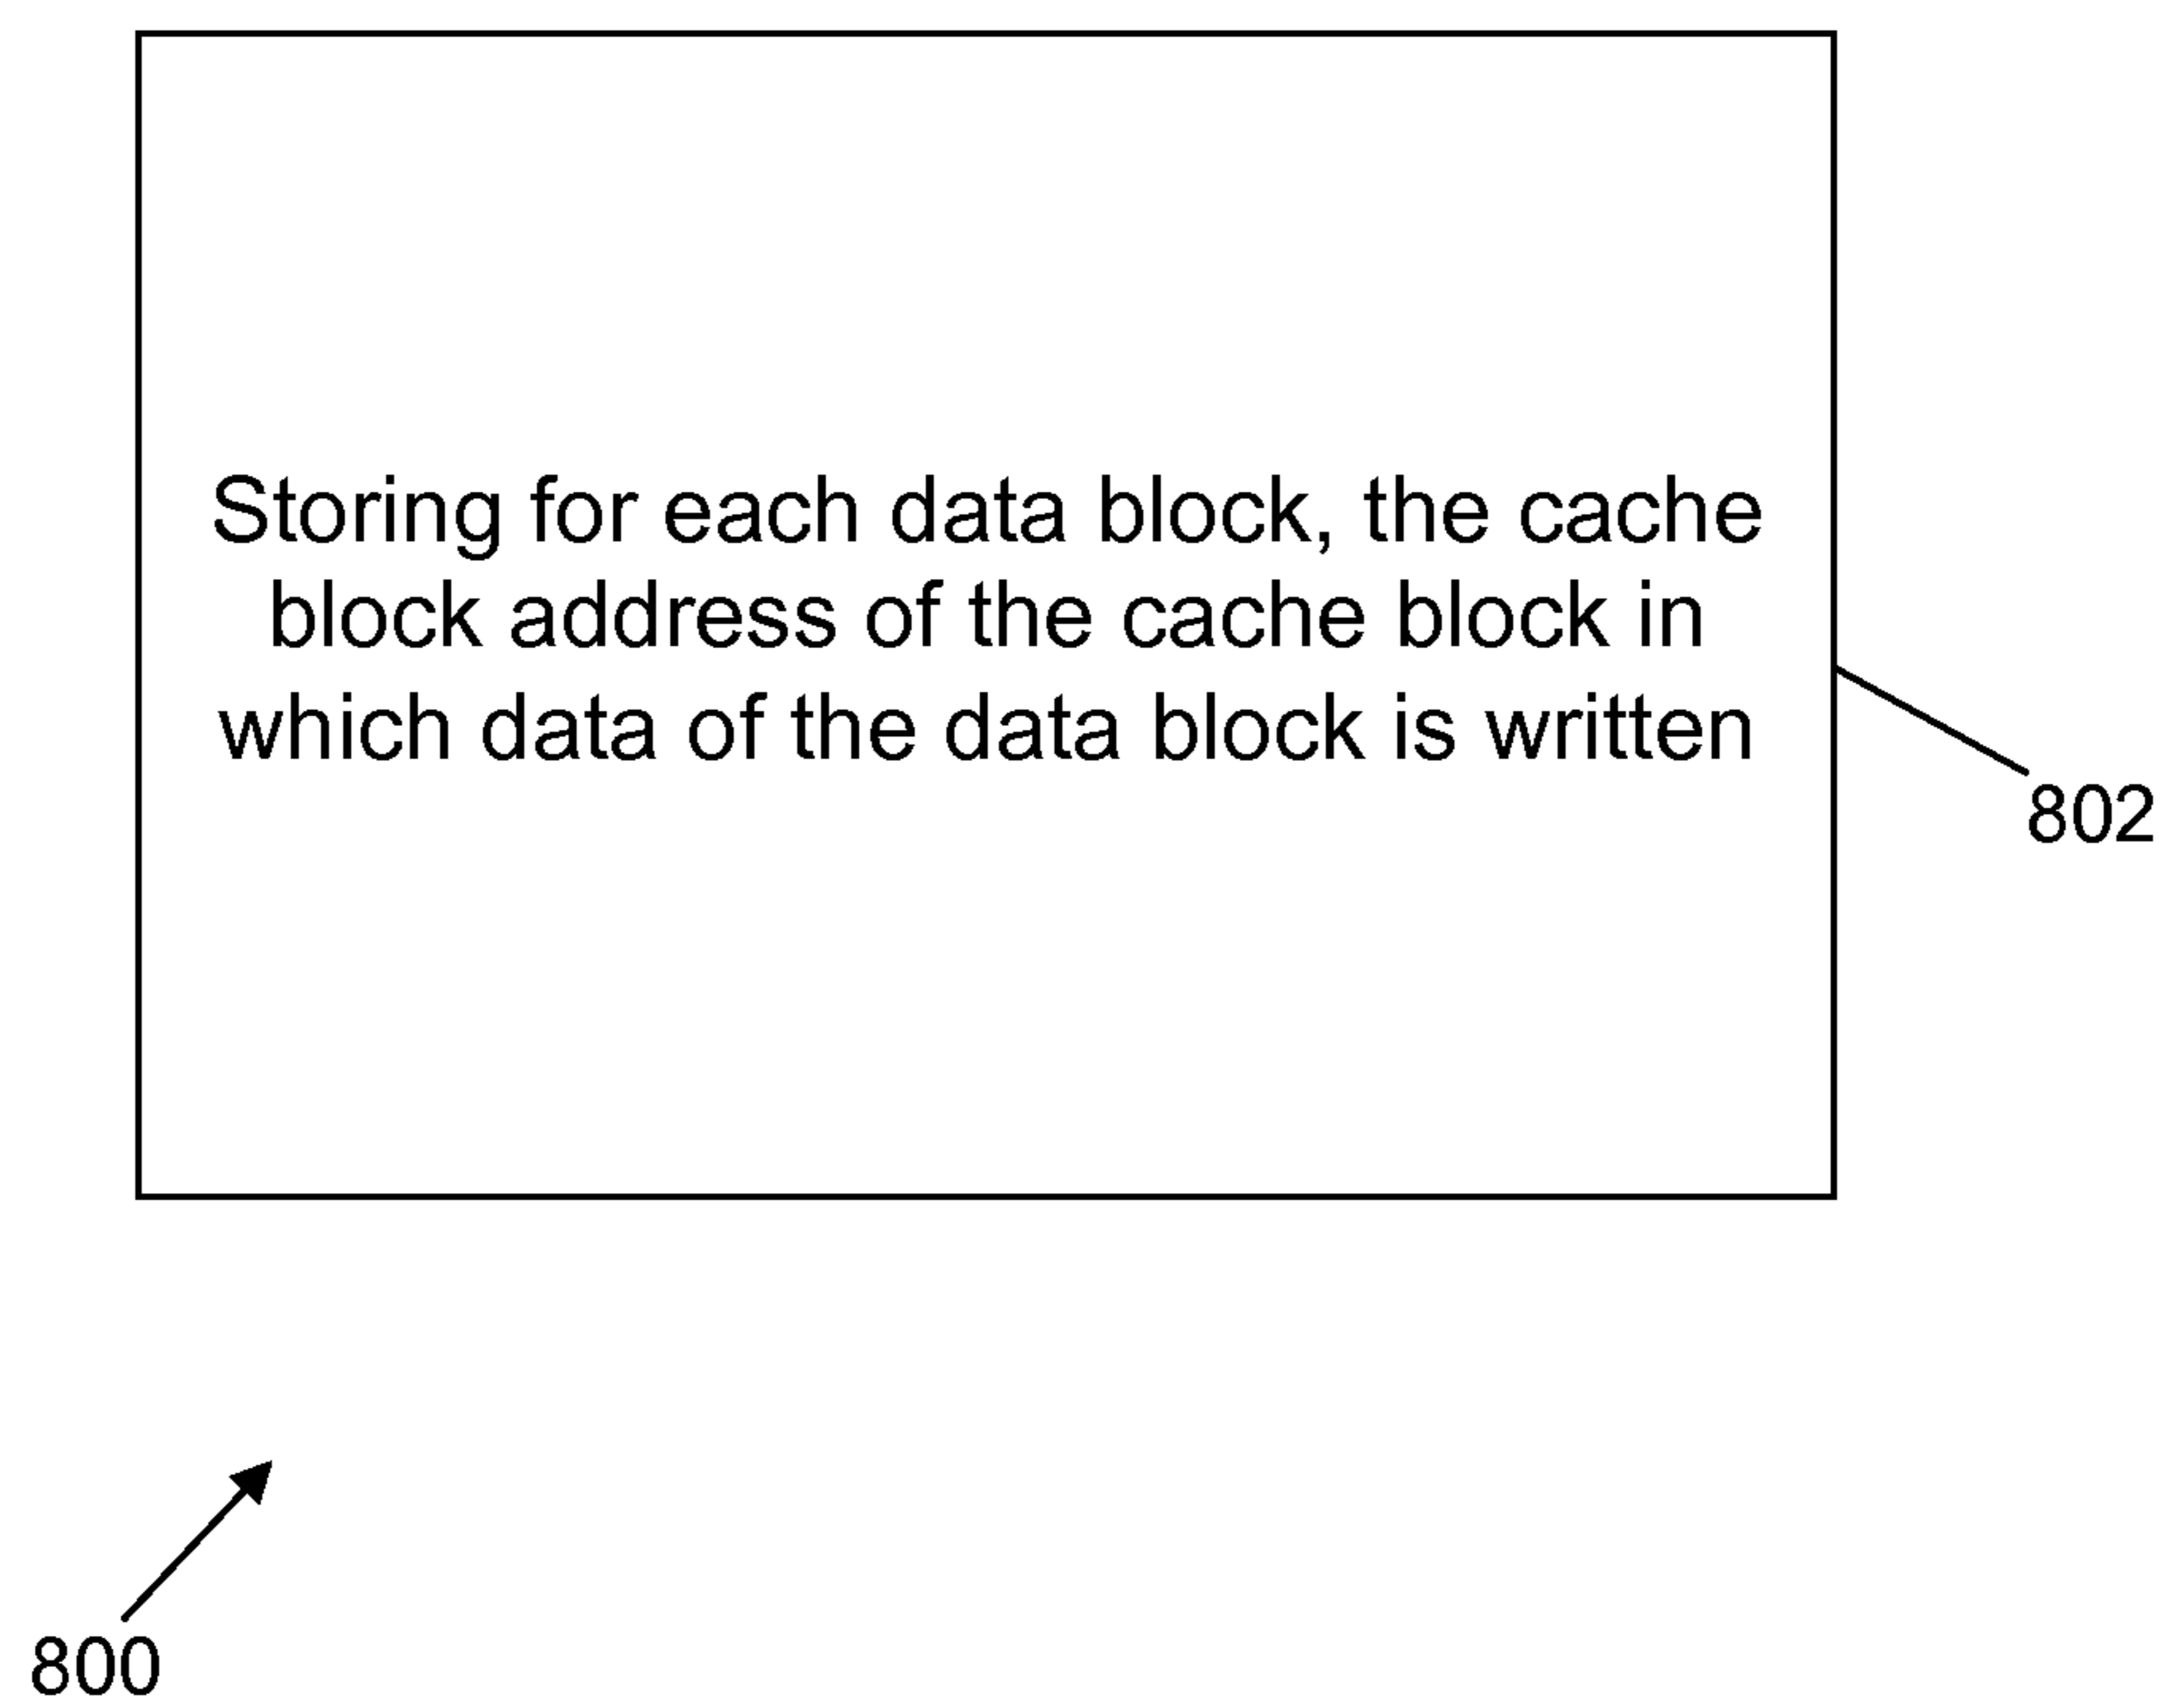 Storing for each data block, the cache
block address of the cache block in
which data of the data block is written
802
800